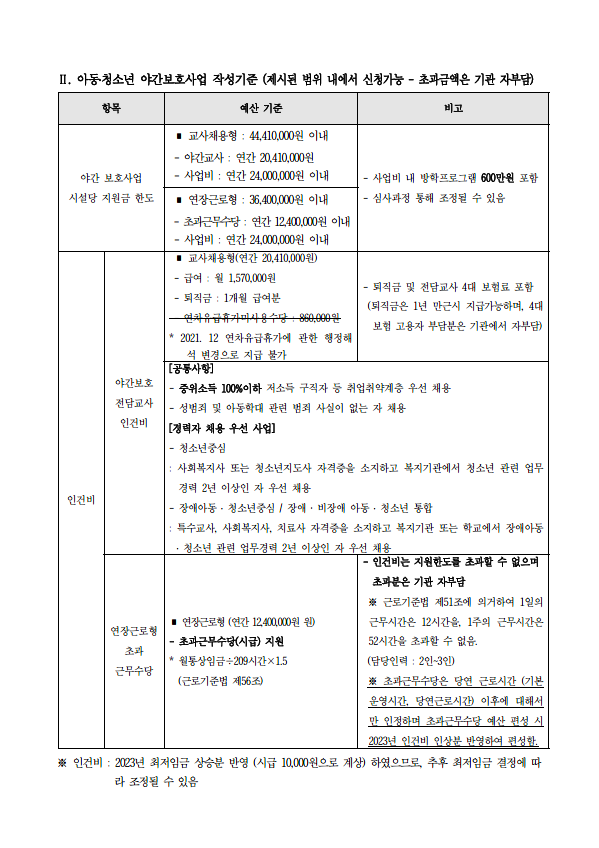 Ⅱ. 아동·청소년 야간보호사업 작성기준 (제시된 범위 내에서 신청가능 - 초과금액은 기관 자부담)
항목 예산 기준 비고
야간 보호사업
시설당 지원금 한도
■ 교사채용형 : 44,410,000원 이내
- 야간교사 : 연간 20,410,000원
- 사업비 : 연간 24,000,000원 이내
■ 연장근로형 : 36,400,000원 이내
- 초과근무수당 : 연간 12,400,000원 이내
- 사업비 : 연간 24,000,000원 이내
- 사업비 내 방학프로그램 600만원 포함
- 심사과정 통해 조정될 수 있음
인건비
야간보호
전담교사
인건비
■ 교사채용형(연간 20,410,000원)
- 급여 : 월 1,570,000원
- 퇴직금 : 1개월 급여분
- 연차유급휴가미사용수당 : 860,000원
* 2021. 12 연차유급휴가에 관한 행정해
석 변경으로 지급 불가
- 퇴직금 및 전담교사 4대 보험료 포함
(퇴직금은 1년 만근시 지급가능하며, 4대
보험 고용자 부담분은 기관에서 자부담)
[공통사항]
- 중위소득 100%이하 저소득 구직자 등 취업취약계층 우선 채용
- 성범죄 및 아동학대 관련 범죄 사실이 없는 자 채용
[경력자 채용 우선 사업]
- 청소년중심
: 사회복지사 또는 청소년지도사 자격증을 소지하고 복지기관에서 청소년 관련 업무
경력 2년 이상인 자 우선 채용
- 장애아동·청소년중심 / 장애·비장애 아동·청소년 통합
: 특수교사, 사회복지사, 치료사 자격증을 소지하고 복지기관 또는 학교에서 장애아동
·청소년 관련 업무경력 2년 이상인 자 우선 채용
연장근로형
초과
근무수당
■ 연장근로형 (연간 12,400,000원 원)
- 초과근무수당(시급) 지원
* 월통상임금÷209시간×1.5
(근로기준법 제56조)
- 인건비는 지원한도를 초과할 수 없으며
초과분은 기관 자부담
※ 근로기준법 제51조에 의거하여 1일의
근무시간은 12시간을, 1주의 근무시간은
52시간을 초과할 수 없음.
(담당인력 : 2인~3인)
※ 초과근무수당은 당연 근로시간 (기본
운영시간, 당연근로시간) 이후에 대해서
만 인정하며 초과근무수당 예산 편성 시
2023년 인건비 인상분 반영하여 편성함.
※ 인건비 : 2023년 최저임금 상승분 반영 (시급 10,000원으로 계상) 하였으므로, 추후 최저임금 결정에 따
라 조정될 수 있음